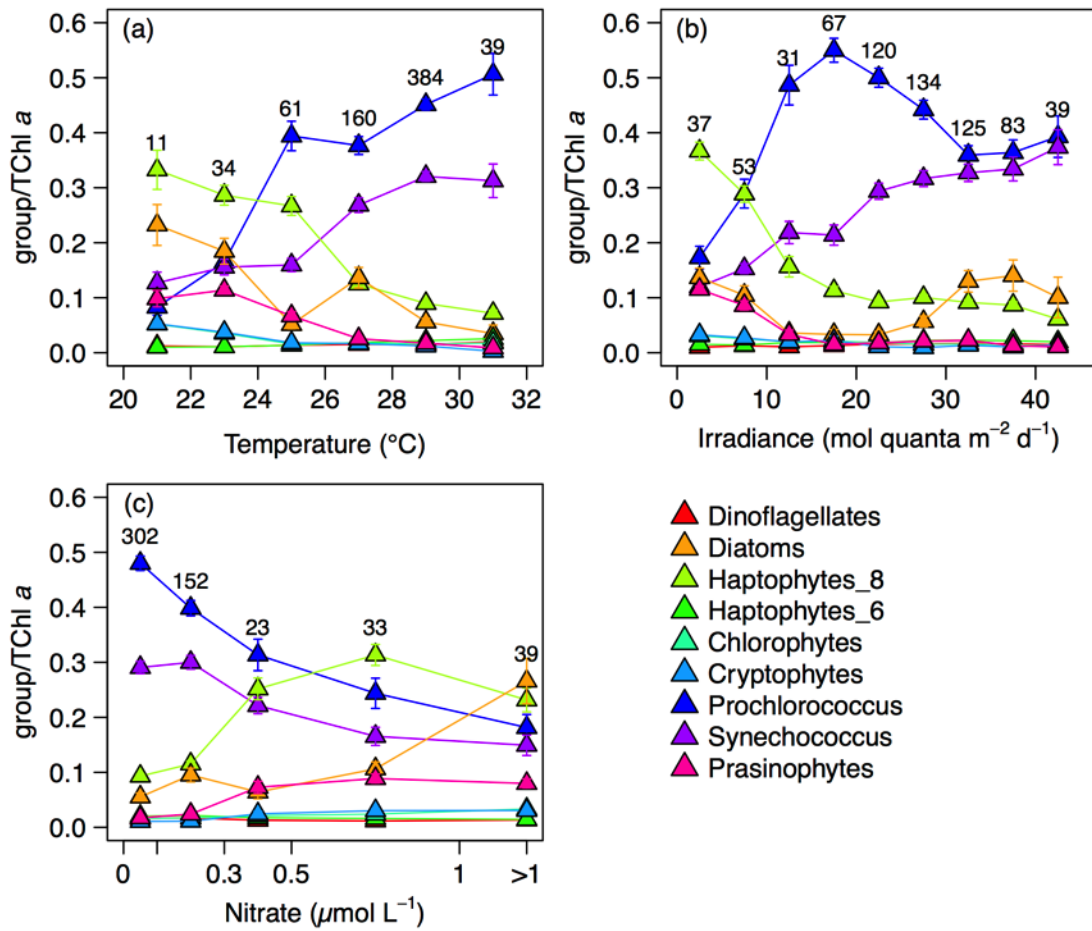 (a)
group/TChl a
0.6
0.5
0.4
0.3
0.2
0.1
0.0
11
34
61
160
384
39
20 22 24 26 28 30 32
Temperature (°C)
(b)
group/TChl a
0.6
0.5
0.4
0.3
0.2
0.1
0.0
37
53
31
67
120
134
125
83
39
0 10 20 30 40
Irradiance (mol quanta m⁻² d⁻¹)
(c)
group/TChl a
0.6
0.5
0.4
0.3
0.2
0.1
0.0
302
152
23
33
39
0 0.3 0.5 1 >1
Nitrate (µmol L⁻¹)
Dinoflagellates
Diatoms
Haptophytes_8
Haptophytes_6
Chlorophytes
Cryptophytes
Prochlorococcus
Synechococcus
Prasinophytes